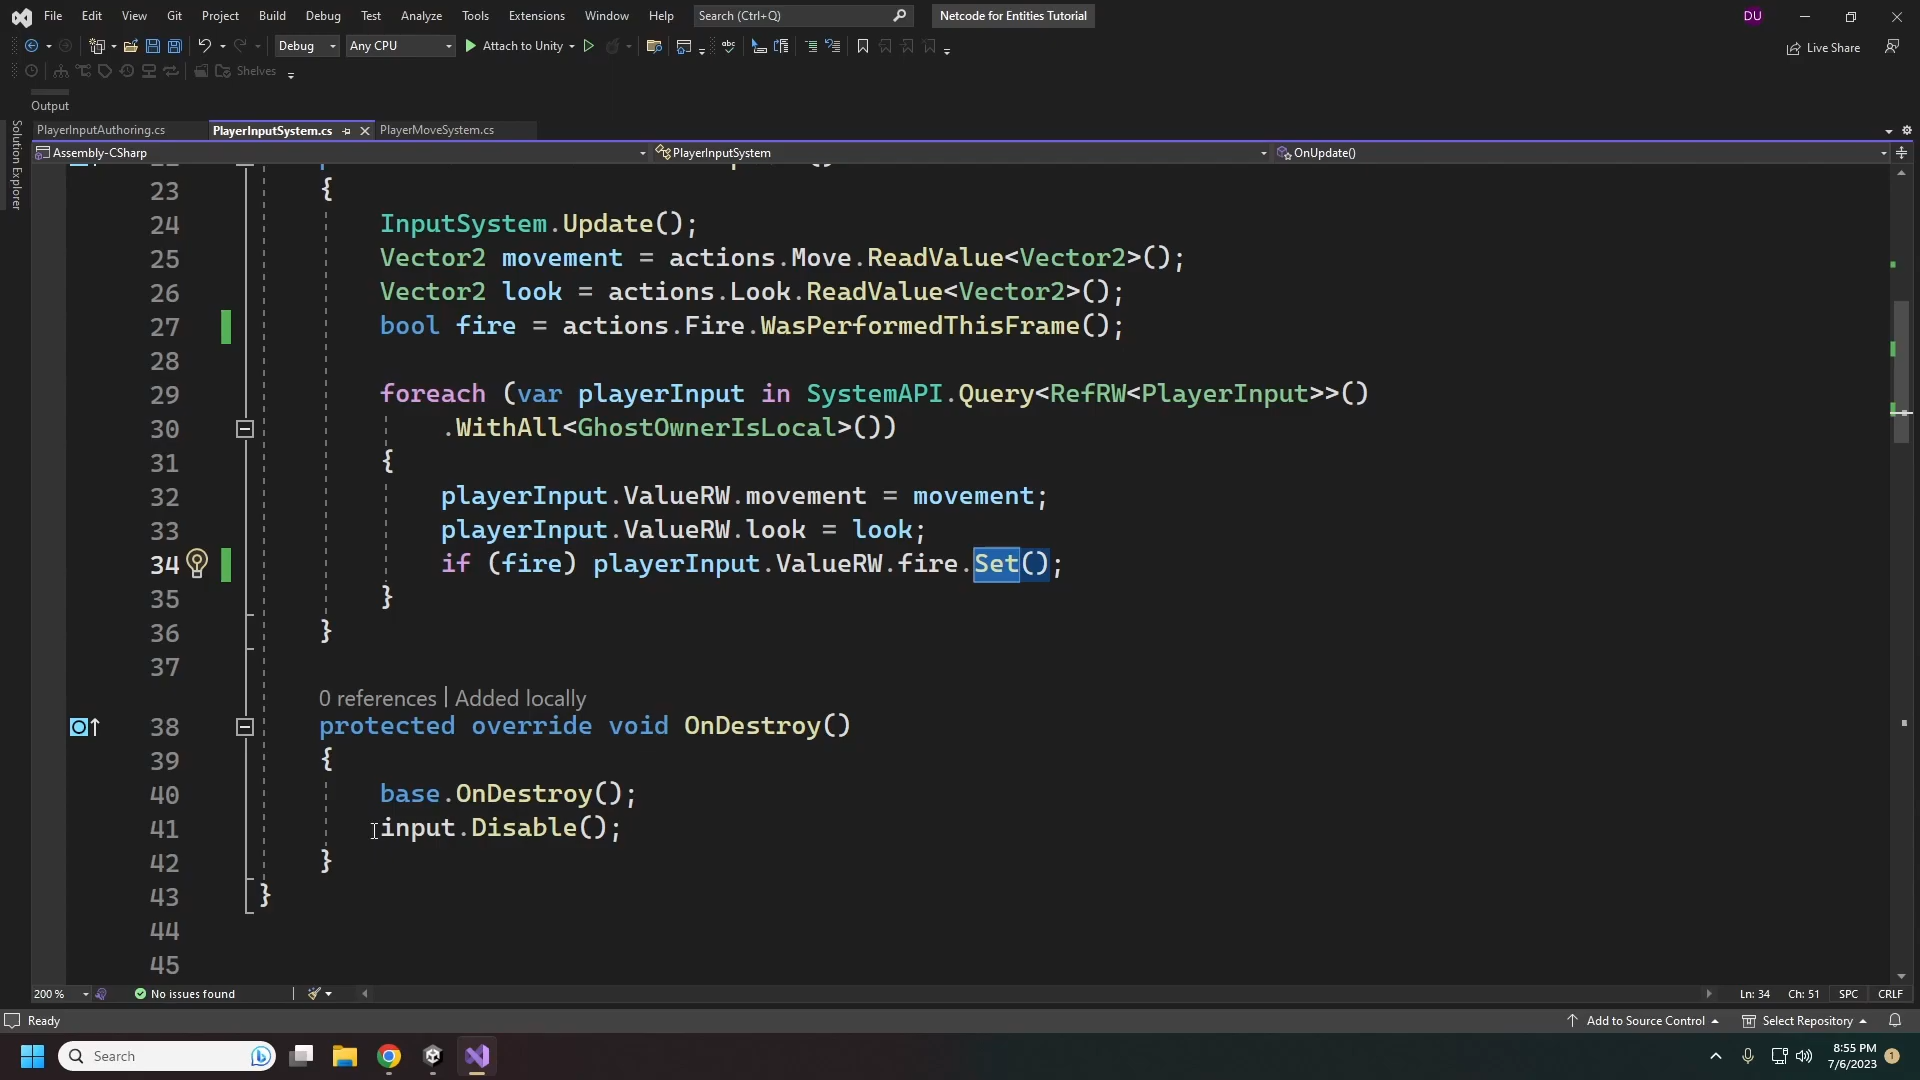 File Edit View Git Project Build Debug Test Analyze Tools Extensions Window Help Search (Ctrl+Q) Netcode for Entities Tutorial DU
Debug Any CPU Attach to Unity Live Share
Shelves
Output
Solution Explorer
PlayerInputAuthoring.cs PlayerInputSystem.cs PlayerMoveSystem.cs
Assembly-CSharp PlayerInputSystem OnUpdate()
23 {
24 InputSystem.Update();
25 Vector2 movement = actions.Move.ReadValue<Vector2>();
26 Vector2 look = actions.Look.ReadValue<Vector2>();
27 bool fire = actions.Fire.WasPerformedThisFrame();
28
29 foreach (var playerInput in SystemAPI.Query<RefRW<PlayerInput>>()
30 .WithAll<GhostOwnerIsLocal>())
31 {
32 playerInput.ValueRW.movement = movement;
33 playerInput.ValueRW.look = look;
34 if (fire) playerInput.ValueRW.fire.Set();
35 }
36 }
37
0 references | Added locally
38 protected override void OnDestroy()
39 {
40 base.OnDestroy();
41 input.Disable();
42 }
43 }
44
45
200 % No issues found Ln: 34 Ch: 51 SPC CRLF
Ready Add to Source Control Select Repository
Search 8:55 PM
7/6/2023 1